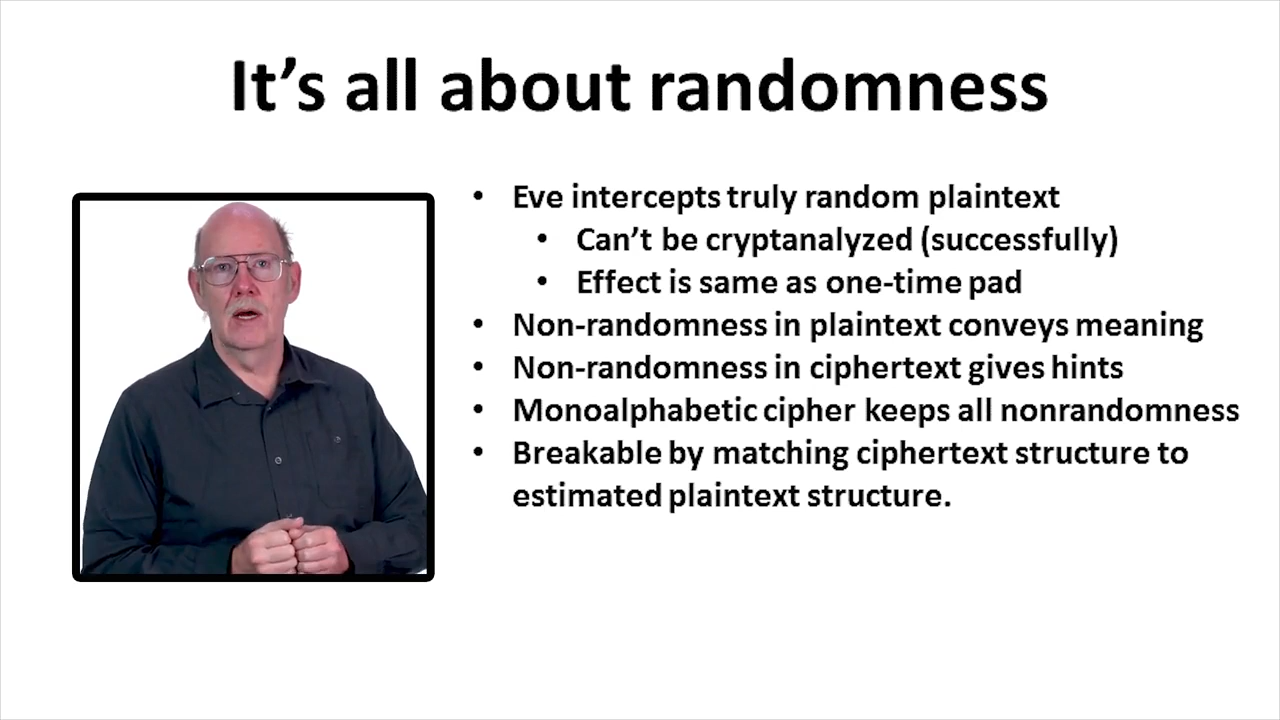 It’s all about randomness
• Eve intercepts truly random plaintext
• Can’t be cryptanalyzed (successfully)
• Effect is same as one-time pad
• Non-randomness in plaintext conveys meaning
• Non-randomness in ciphertext gives hints
• Monoalphabetic cipher keeps all nonrandomness
• Breakable by matching ciphertext structure to
estimated plaintext structure.